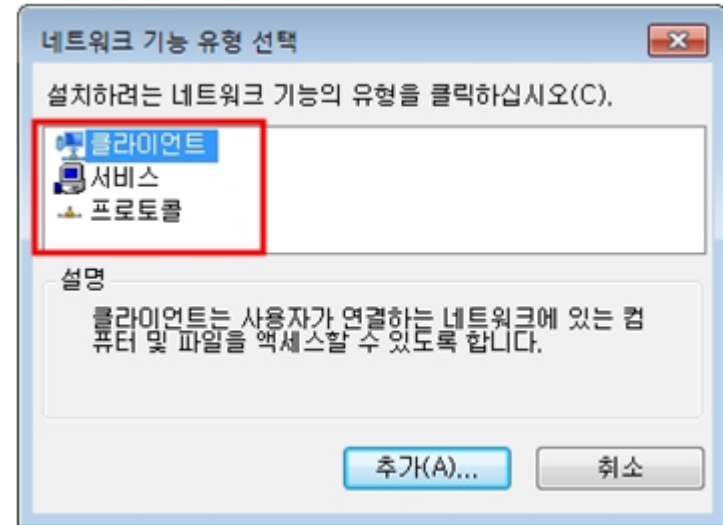 네트워크 기능 유형 선택
설치하려는 네트워크 기능의 유형을 클릭하십시오(C).
클라이언트
서비스
프로토콜
설명
클라이언트는 사용자가 연결하는 네트워크에 있는 컴
퓨터 및 파일을 액세스할 수 있도록 합니다.
추가(A)...
취소